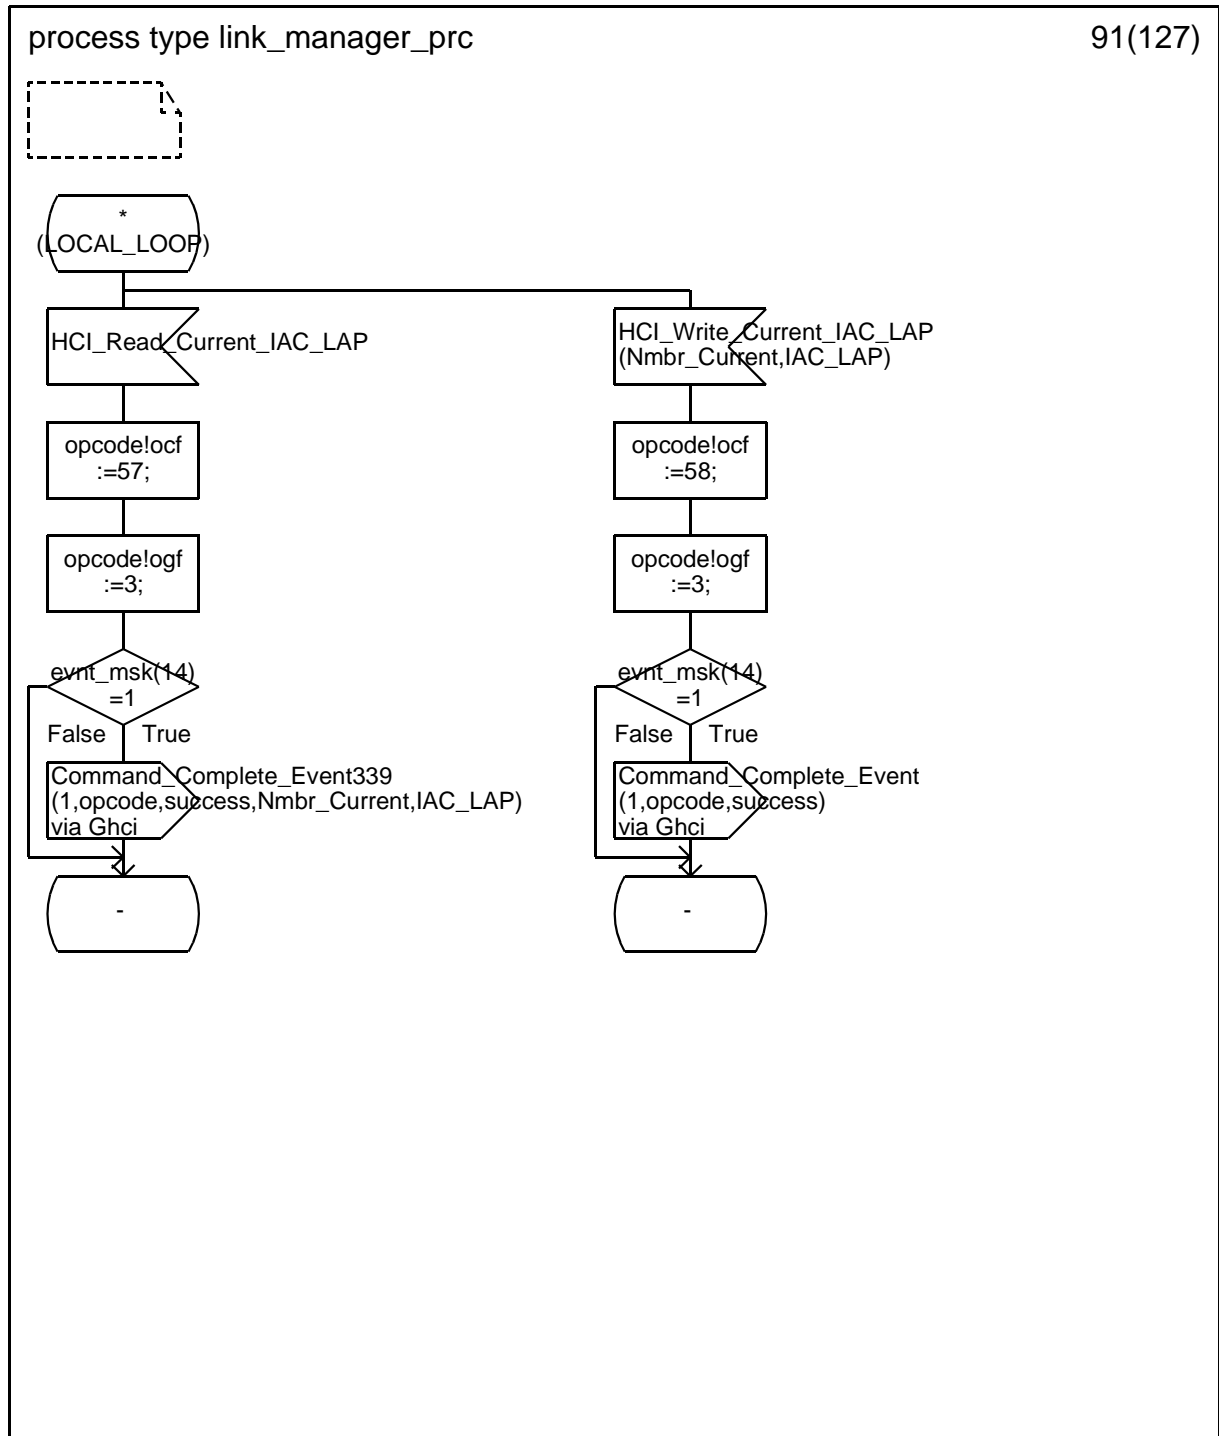 process type link_manager_prc
91(127)
*
(LOCAL_LOOP)
HCI_Read_Current_IAC_LAP
opcode!ocf
:=57;
opcode!ogf
:=3;
evnt_msk(14)
=1
False
True
Command_Complete_Event339
(1,opcode,success,Nmbr_Current,IAC_LAP)
via Ghci
-
HCI_Write_Current_IAC_LAP
(Nmbr_Current,IAC_LAP)
opcode!ocf
:=58;
opcode!ogf
:=3;
evnt_msk(14)
=1
False
True
Command_Complete_Event
(1,opcode,success)
via Ghci
-